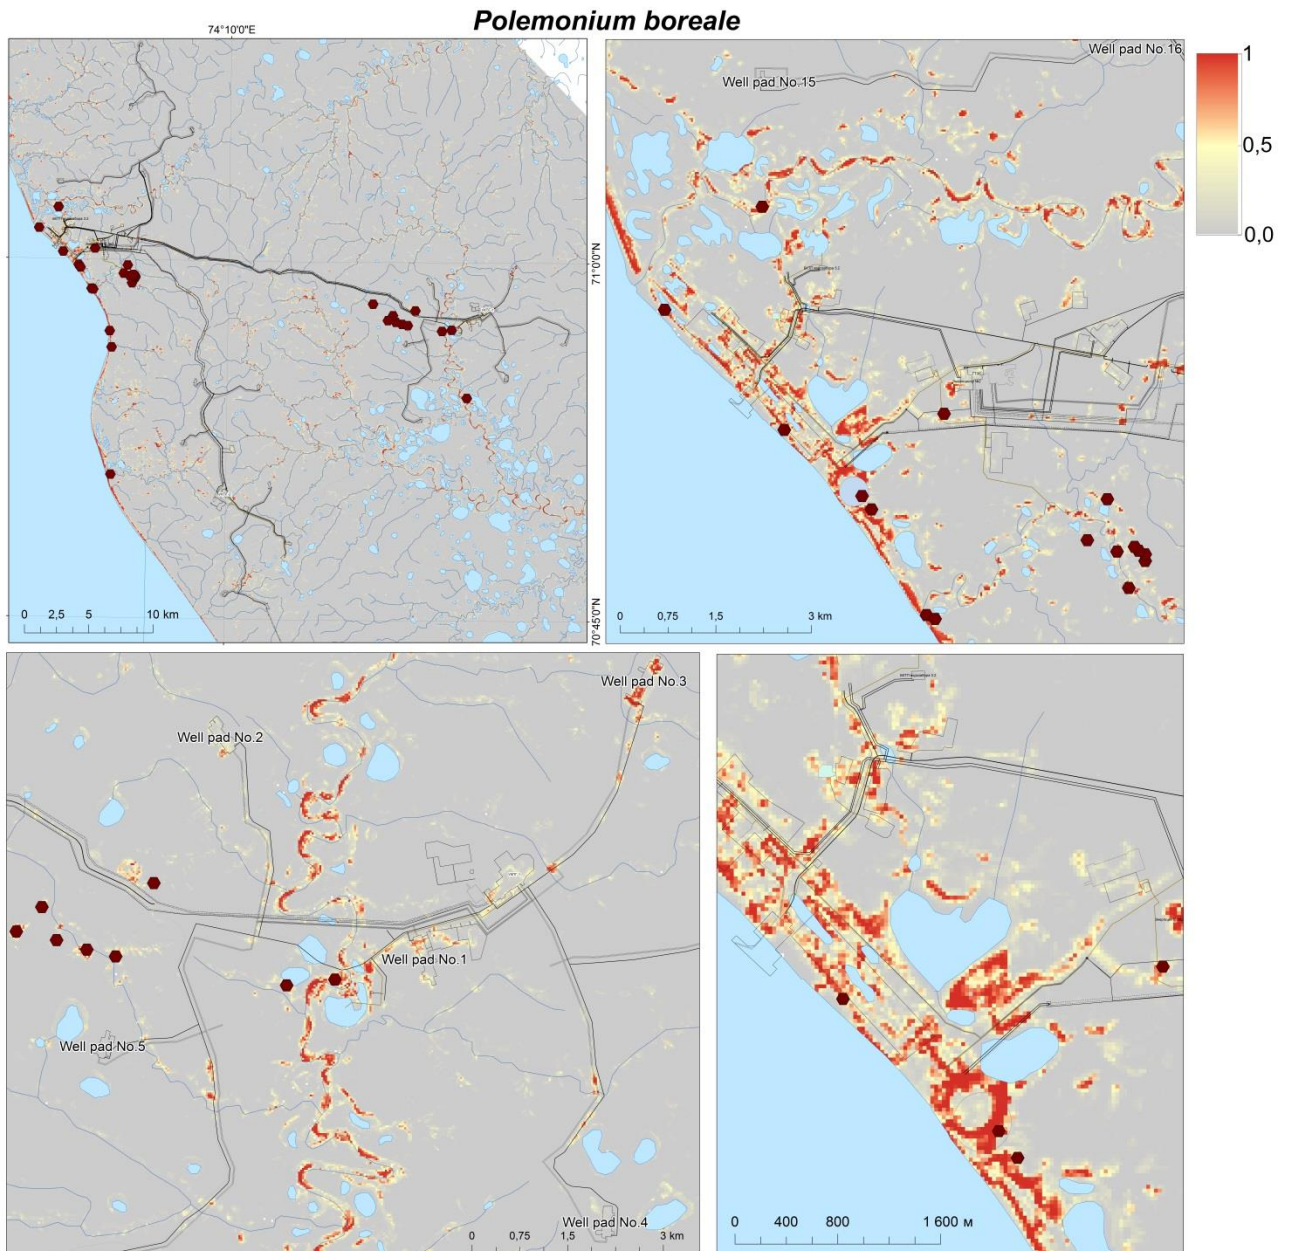 Polemonium boreale
74°10'0"E
71°0'0"N
70°45'0"N
0 2,5 5 10 km
Well pad No.16
Well pad No.15
0 0,75 1,5 3 km
1
0,5
0,0
Well pad No.3
Well pad No.2
Well pad No.1
Well pad No.5
Well pad No.4
0 0,75 1,5 3 km
0 400 800 1 600 м